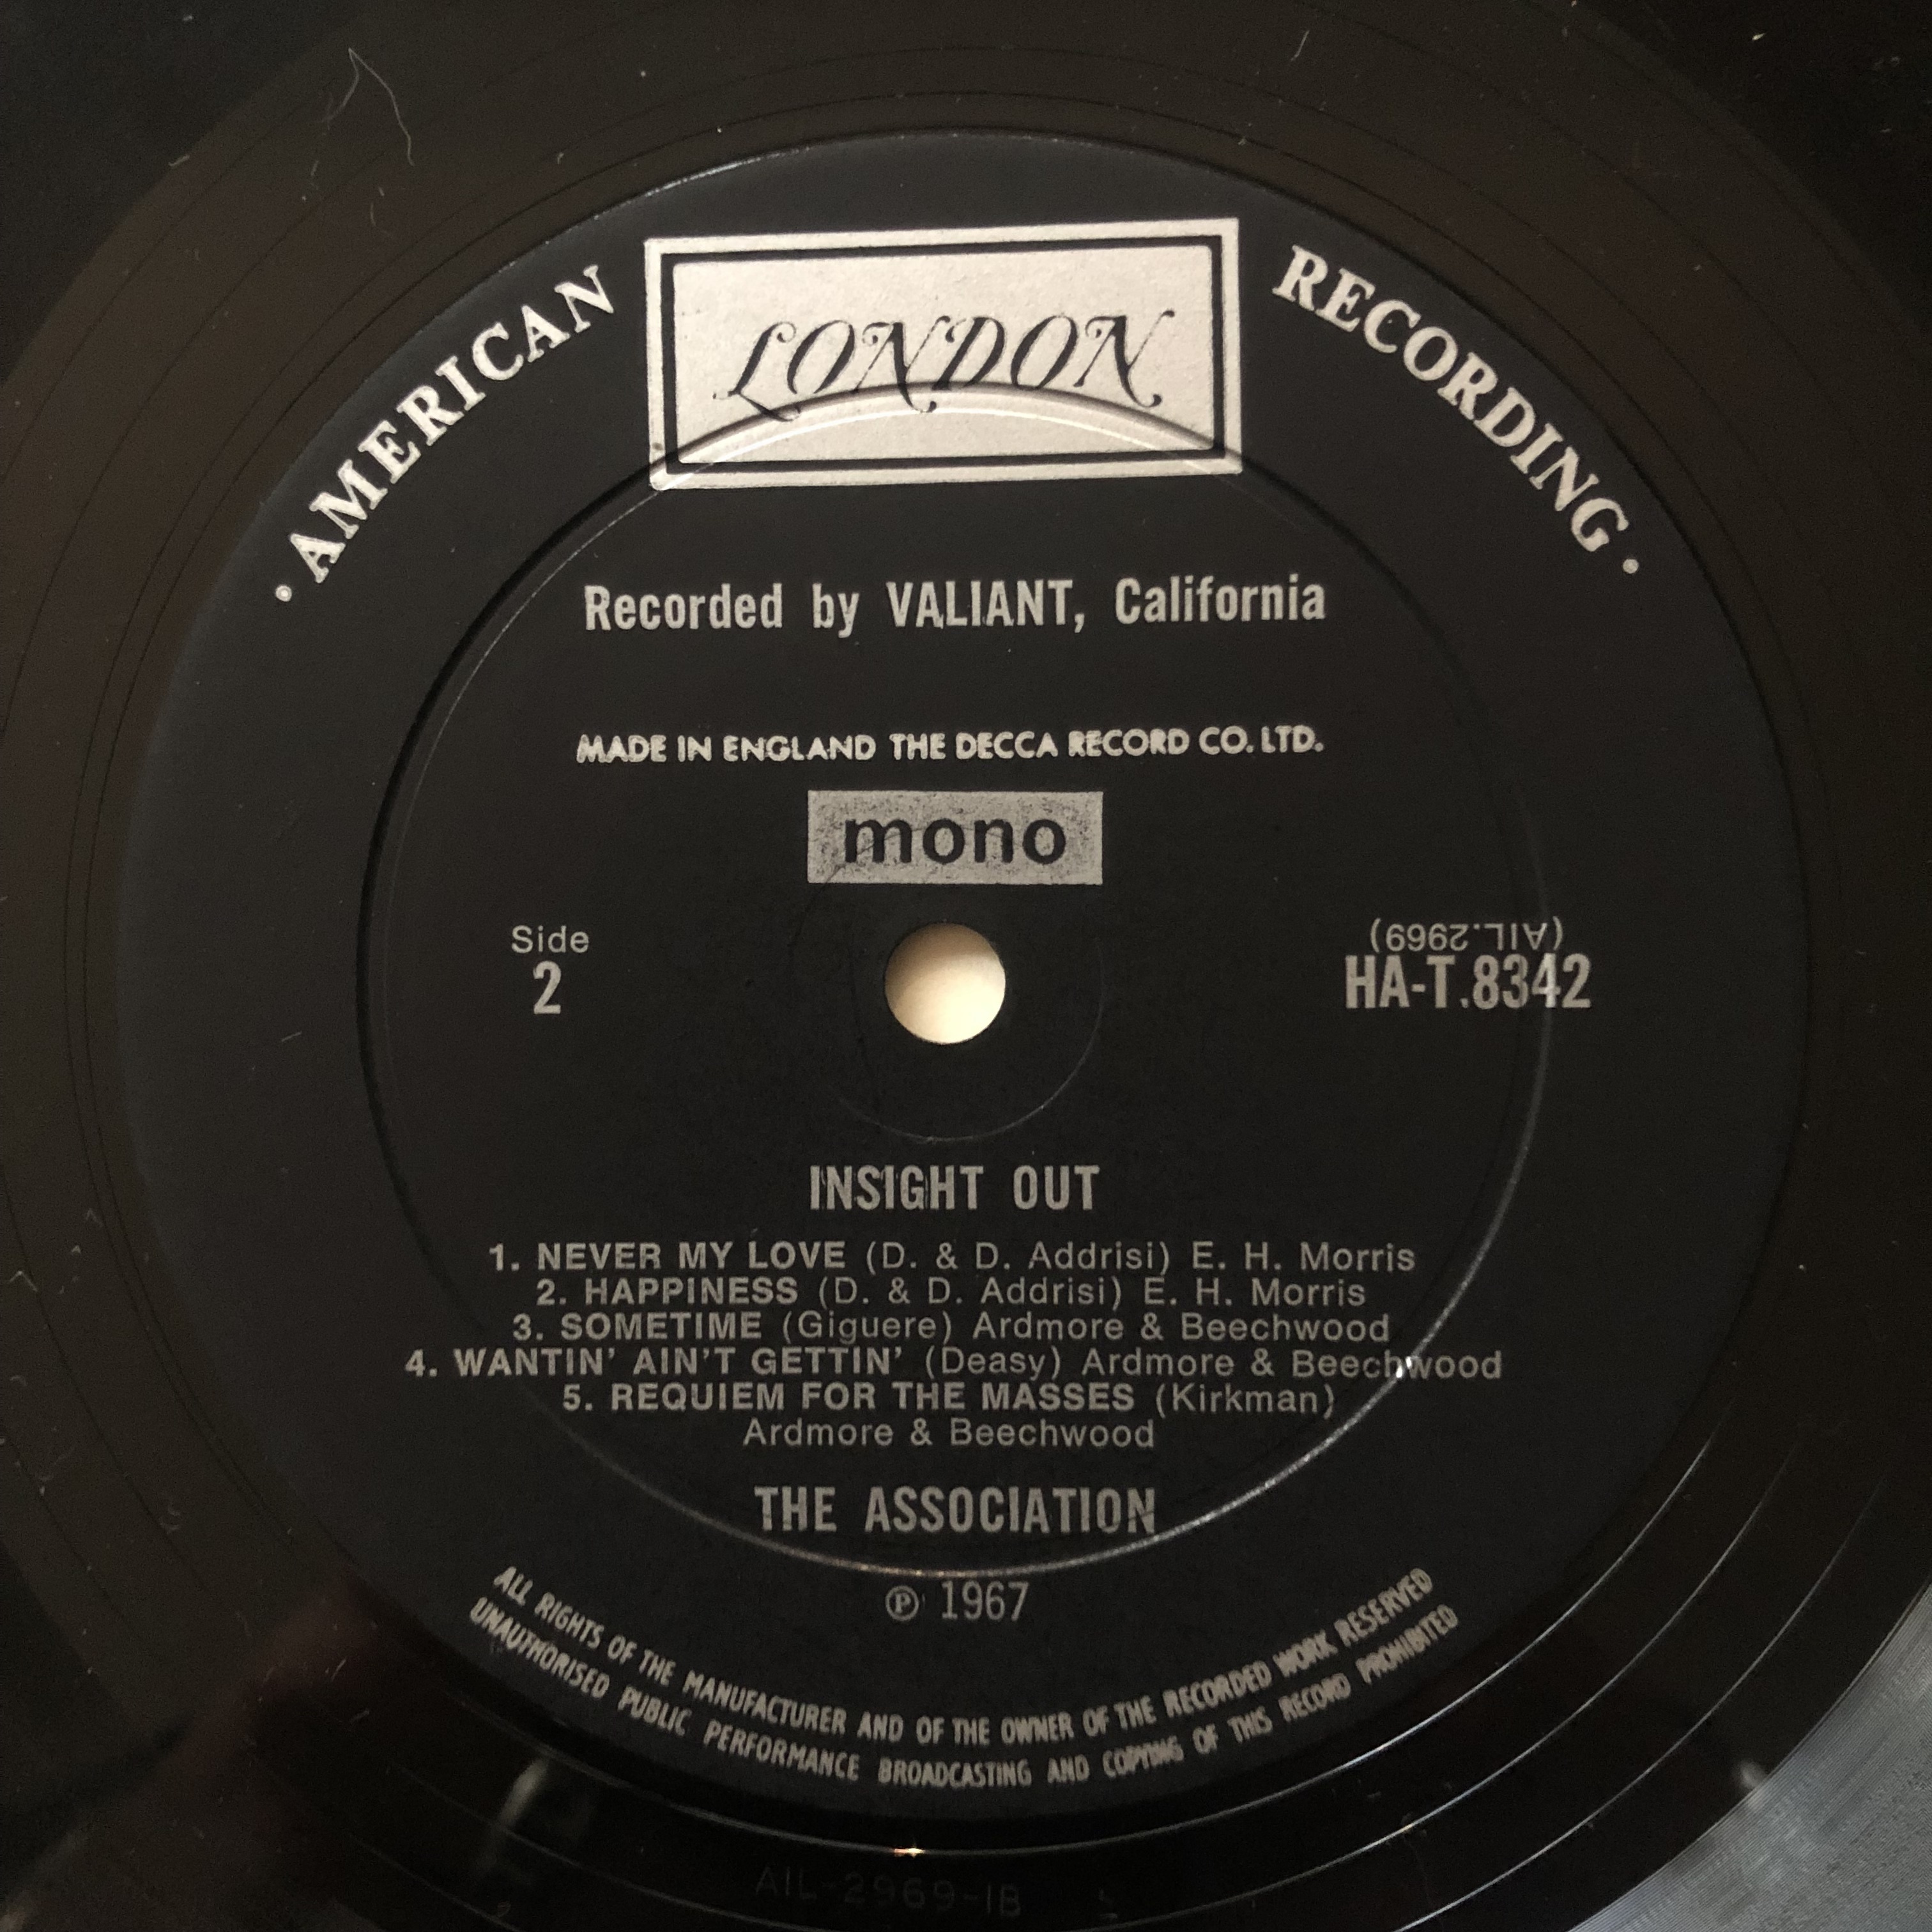 · AMERICAN RECORDING ·
LONDON
Recorded by VALIANT, California
MADE IN ENGLAND THE DECCA RECORD CO. LTD.
mono
Side
2
(AIL.2969)
HA-T.8342
INSIGHT OUT
1. NEVER MY LOVE (D. & D. Addrisi) E. H. Morris
2. HAPPINESS (D. & D. Addrisi) E. H. Morris
3. SOMETIME (Giguere) Ardmore & Beechwood
4. WANTIN' AIN'T GETTIN' (Deasy) Ardmore & Beechwood
5. REQUIEM FOR THE MASSES (Kirkman)
Ardmore & Beechwood
THE ASSOCIATION
℗ 1967
ALL RIGHTS OF THE MANUFACTURER AND OF THE OWNER OF THE RECORDED WORK RESERVED
UNAUTHORISED PUBLIC PERFORMANCE BROADCASTING AND COPYING OF THIS RECORD PROHIBITED
AIL-2969-1B